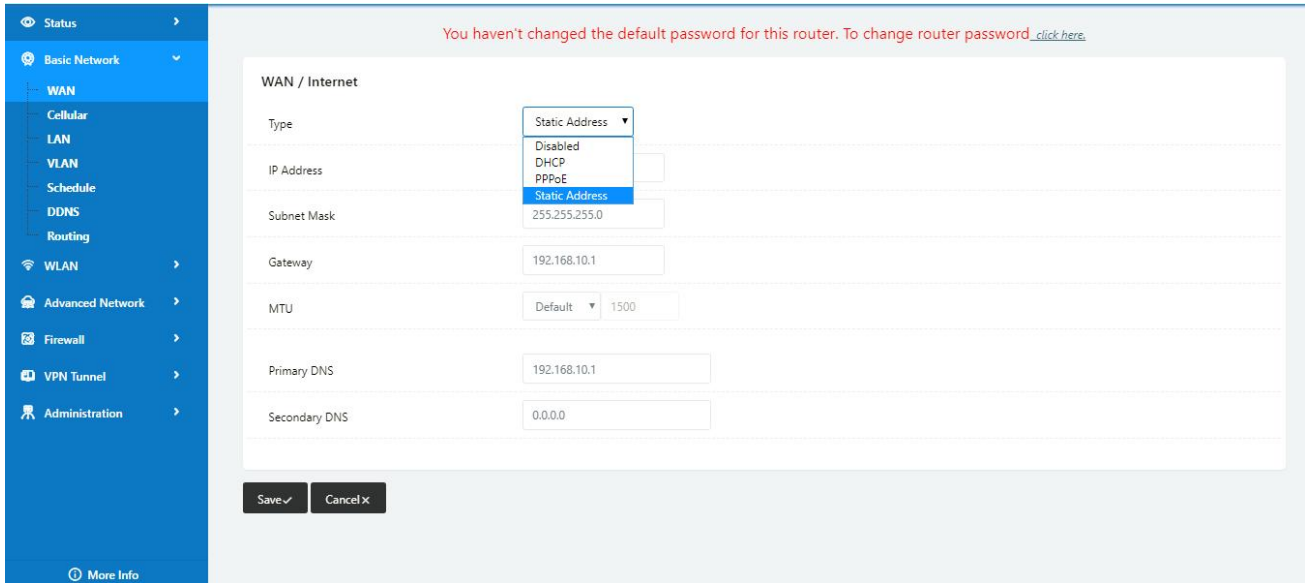 Status
You haven't changed the default password for this router. To change router password click here.
Basic Network
WAN
Cellular
LAN
VLAN
Schedule
DDNS
Routing
WLAN
Advanced Network
Firewall
VPN Tunnel
Administration
More Info
WAN / Internet
Type
Static Address
Disabled
DHCP
PPPoE
Static Address
IP Address
Subnet Mask
255.255.255.0
Gateway
192.168.10.1
MTU
Default
1500
Primary DNS
192.168.10.1
Secondary DNS
0.0.0.0
Save
Cancel